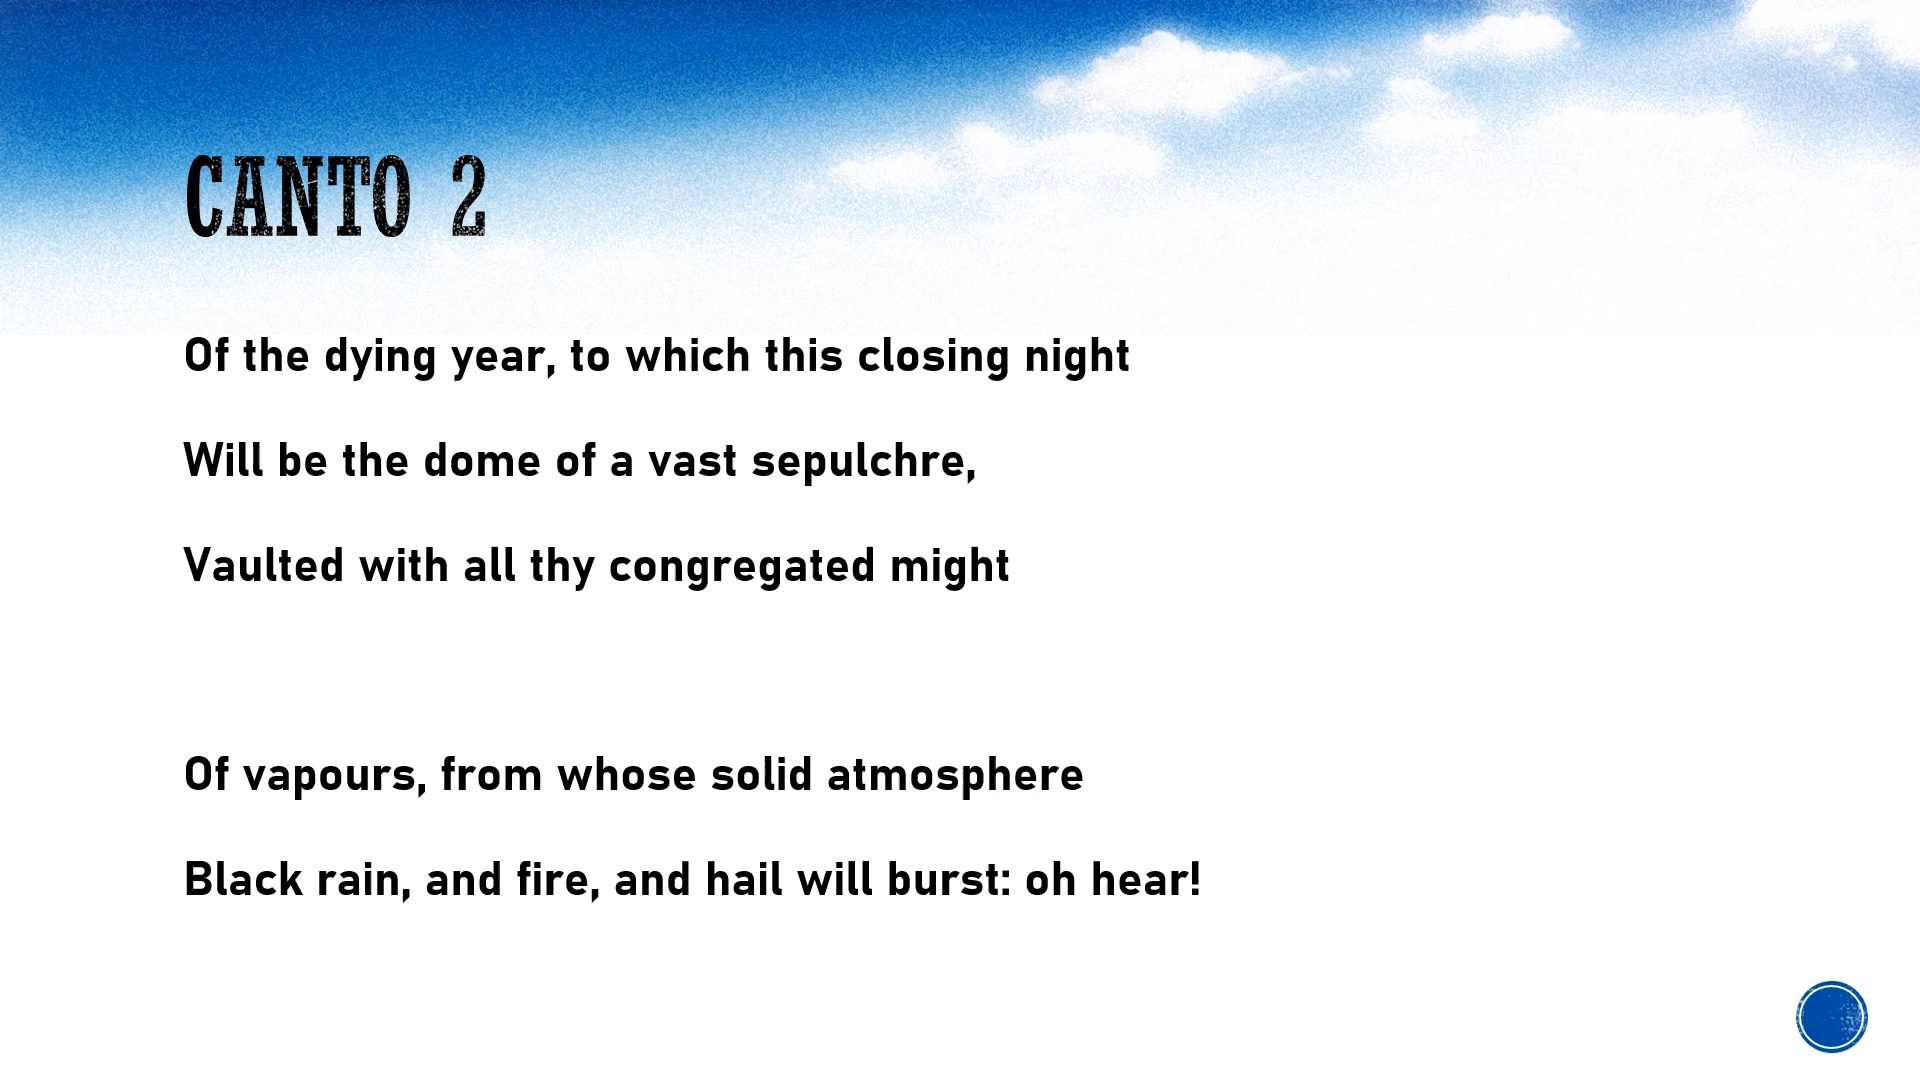 CANTO 2
Of the dying year, to which this closing night
Will be the dome of a vast sepulchre,
Vaulted with all thy congregated might
Of vapours, from whose solid atmosphere
Black rain, and fire, and hail will burst: oh hear!